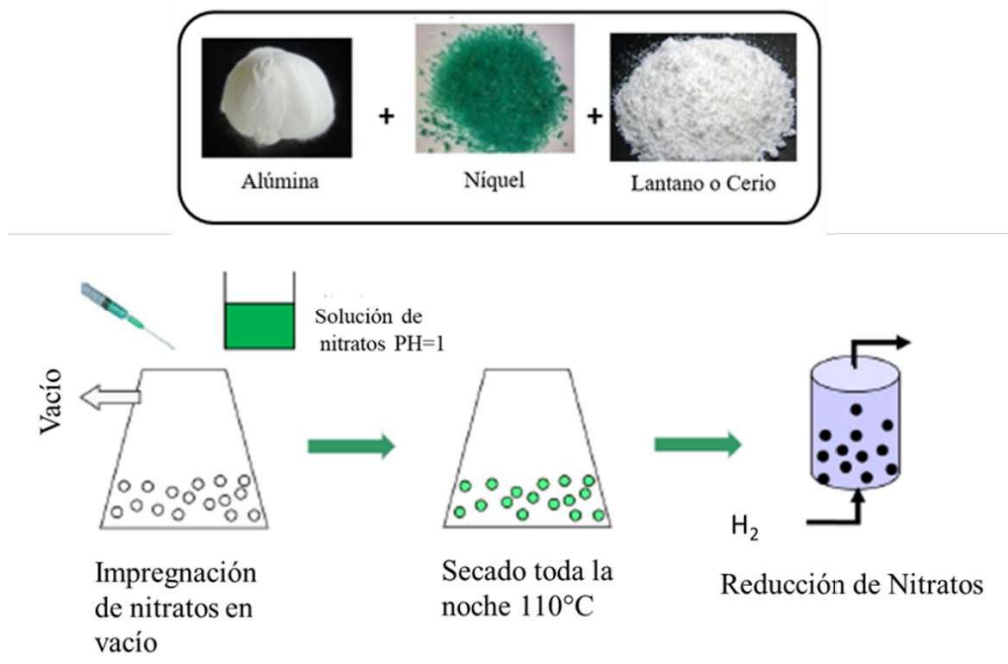 +
+
Alúmina
Níquel
Lantano o Cerio
Solución de
nitratos PH=1
Vacío
H₂
Impregnación
de nitratos en
vacío
Secado toda la
noche 110°C
Reducción de Nitratos